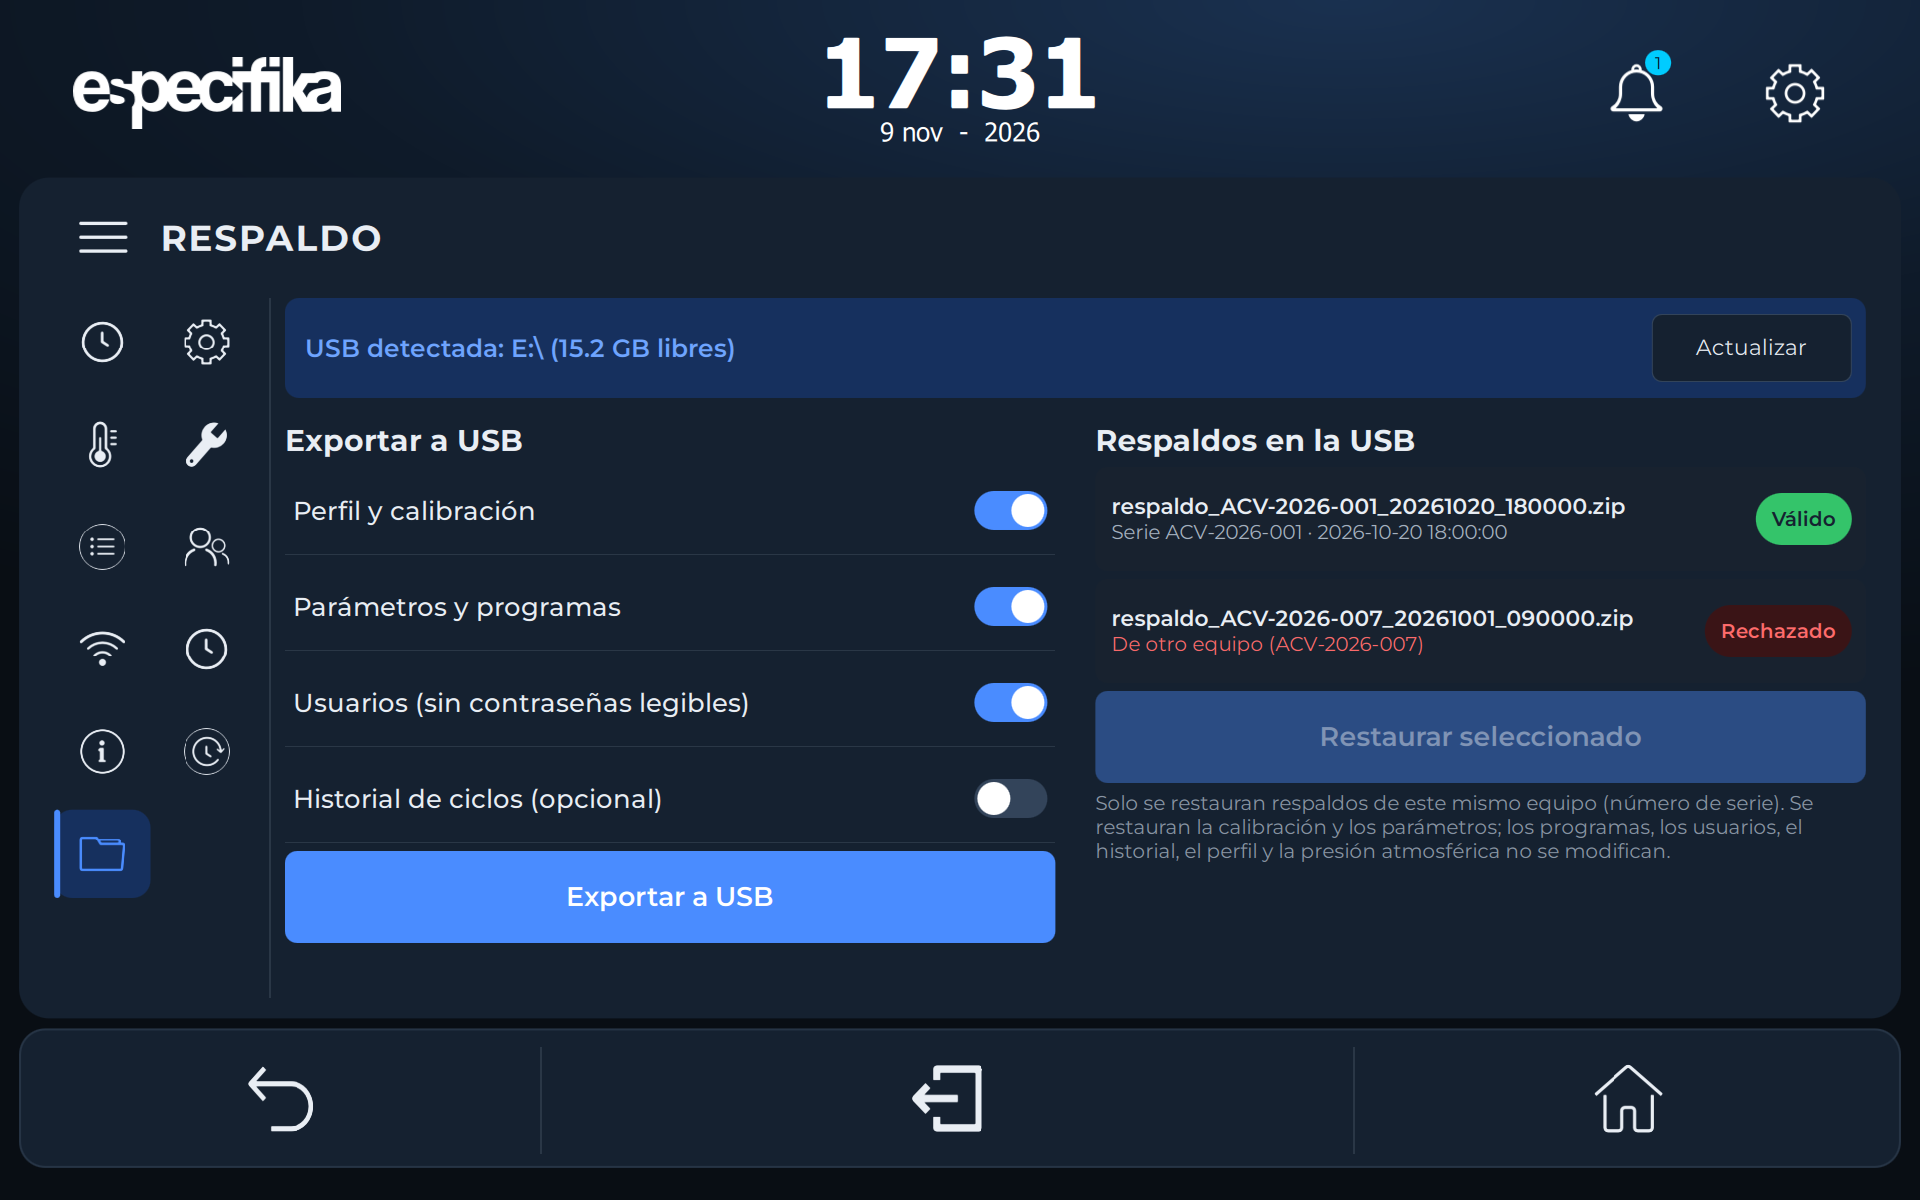 especifika
17:31
9 nov - 2026
1
RESPALDO
USB detectada: E:\ (15.2 GB libres)
Actualizar
Exportar a USB
Perfil y calibración
Parámetros y programas
Usuarios (sin contraseñas legibles)
Historial de ciclos (opcional)
Exportar a USB
Respaldos en la USB
respaldo_ACV-2026-001_20261020_180000.zip
Serie ACV-2026-001 · 2026-10-20 18:00:00
Válido
respaldo_ACV-2026-007_20261001_090000.zip
De otro equipo (ACV-2026-007)
Rechazado
Restaurar seleccionado
Solo se restauran respaldos de este mismo equipo (número de serie). Se
restauran la calibración y los parámetros; los programas, los usuarios, el
historial, el perfil y la presión atmosférica no se modifican.